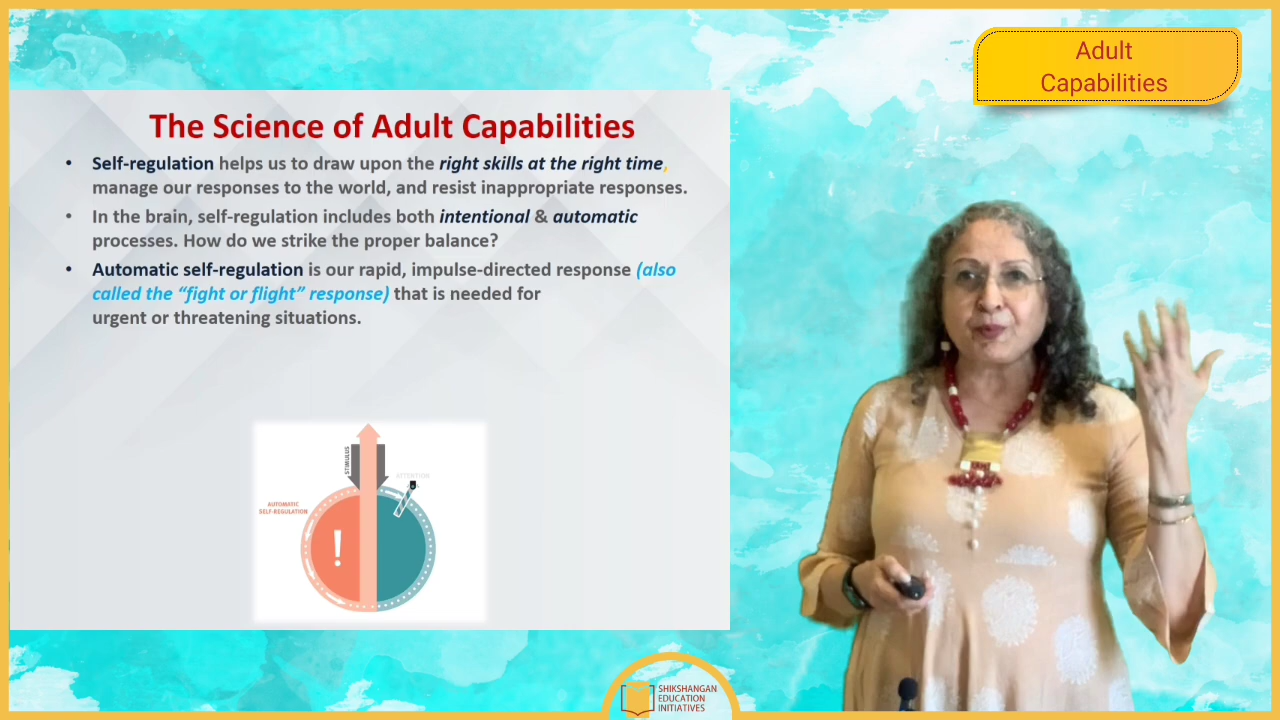 Adult
Capabilities
The Science of Adult Capabilities
• Self-regulation helps us to draw upon the right skills at the right time,
manage our responses to the world, and resist inappropriate responses.
• In the brain, self-regulation includes both intentional & automatic
processes. How do we strike the proper balance?
• Automatic self-regulation is our rapid, impulse-directed response (also
called the “fight or flight” response) that is needed for
urgent or threatening situations.
STIMULUS
ATTENTION
AUTOMATIC
SELF-REGULATION
!
SHIKSHANGAN
EDUCATION
INITIATIVES